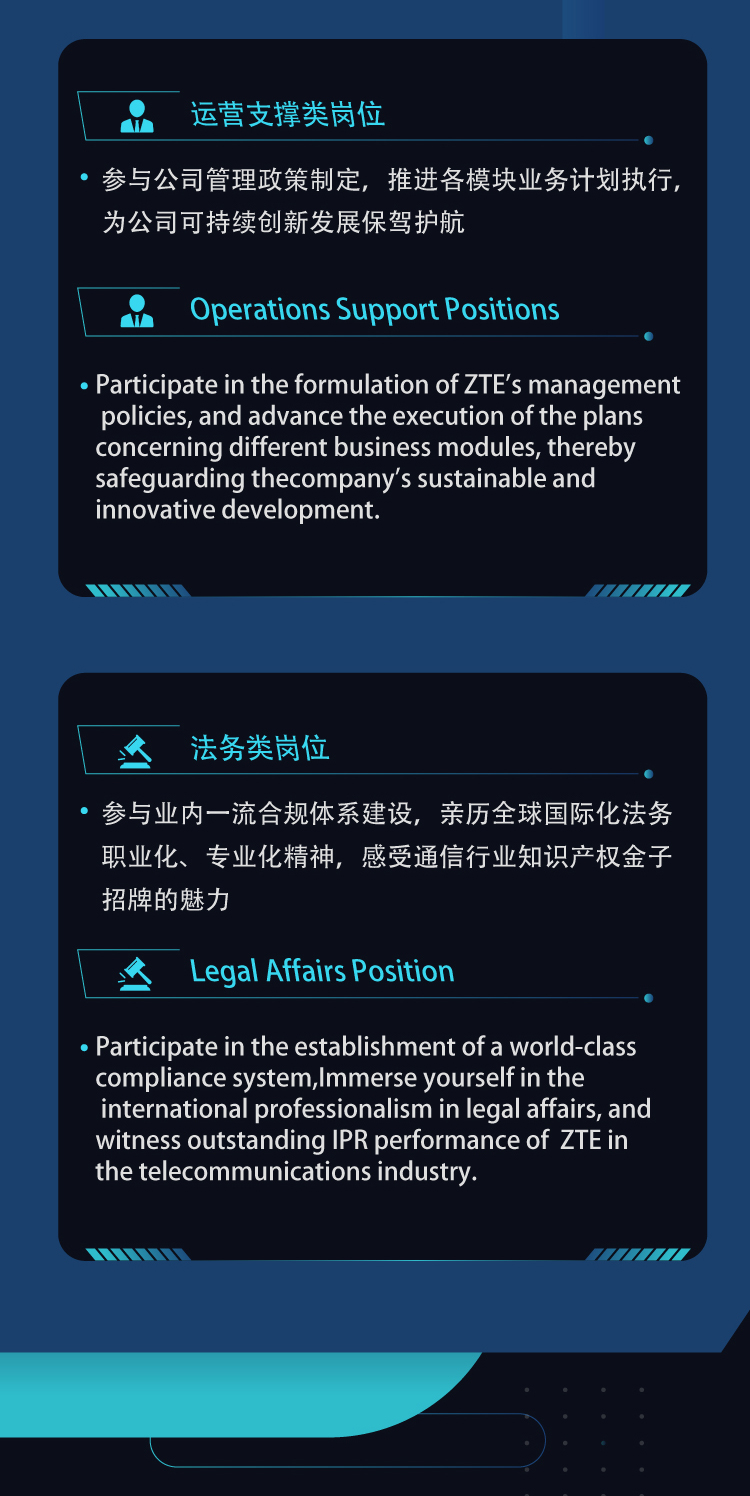 运营支撑类岗位
• 参与公司管理政策制定，推进各模块业务计划执行，
为公司可持续创新发展保驾护航
Operations Support Positions
• Participate in the formulation of ZTE’s management
policies, and advance the execution of the plans
concerning different business modules, thereby
safeguarding thecompany’s sustainable and
innovative development.
法务类岗位
• 参与业内一流合规体系建设，亲历全球国际化法务
职业化、专业化精神，感受通信行业知识产权金子
招牌的魅力
Legal Affairs Position
• Participate in the establishment of a world-class
compliance system,Immerse yourself in the
international professionalism in legal affairs, and
witness outstanding IPR performance of  ZTE in
the telecommunications industry.